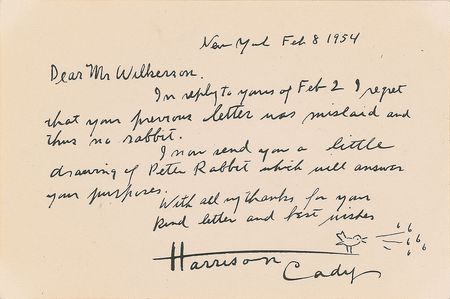 New York Feb 8 1954
Dear Mr Wilkerson.
In reply to yours of Feb 2 I regret
that your previous letter was mislaid and
thus no rabbit.
I now send you a little
drawing of Peter Rabbit which will answer
your purposes.
With all my thanks for your
kind letter and best wishes
Harrison
Cady